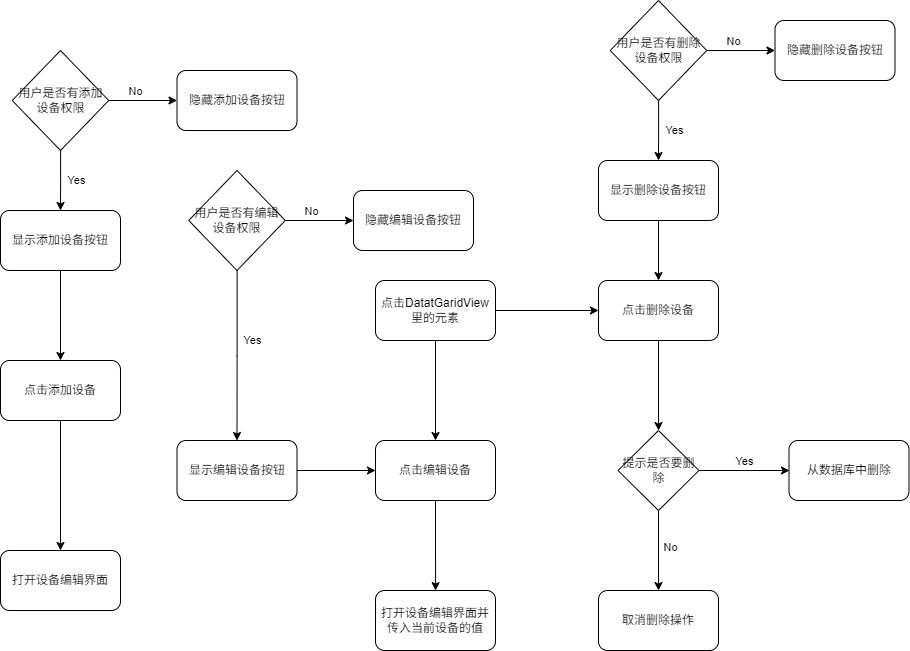 用户是否有添加
设备权限
No
隐藏添加设备按钮
Yes
显示添加设备按钮
点击添加设备
打开设备编辑界面
用户是否有编辑
设备权限
No
隐藏编辑设备按钮
Yes
显示编辑设备按钮
点击DatatGaridView
里的元素
点击编辑设备
打开设备编辑界面并
传入当前设备的值
用户是否有删除
设备权限
No
隐藏删除设备按钮
Yes
显示删除设备按钮
点击删除设备
提示是否要删
除
Yes
从数据库中删除
No
取消删除操作